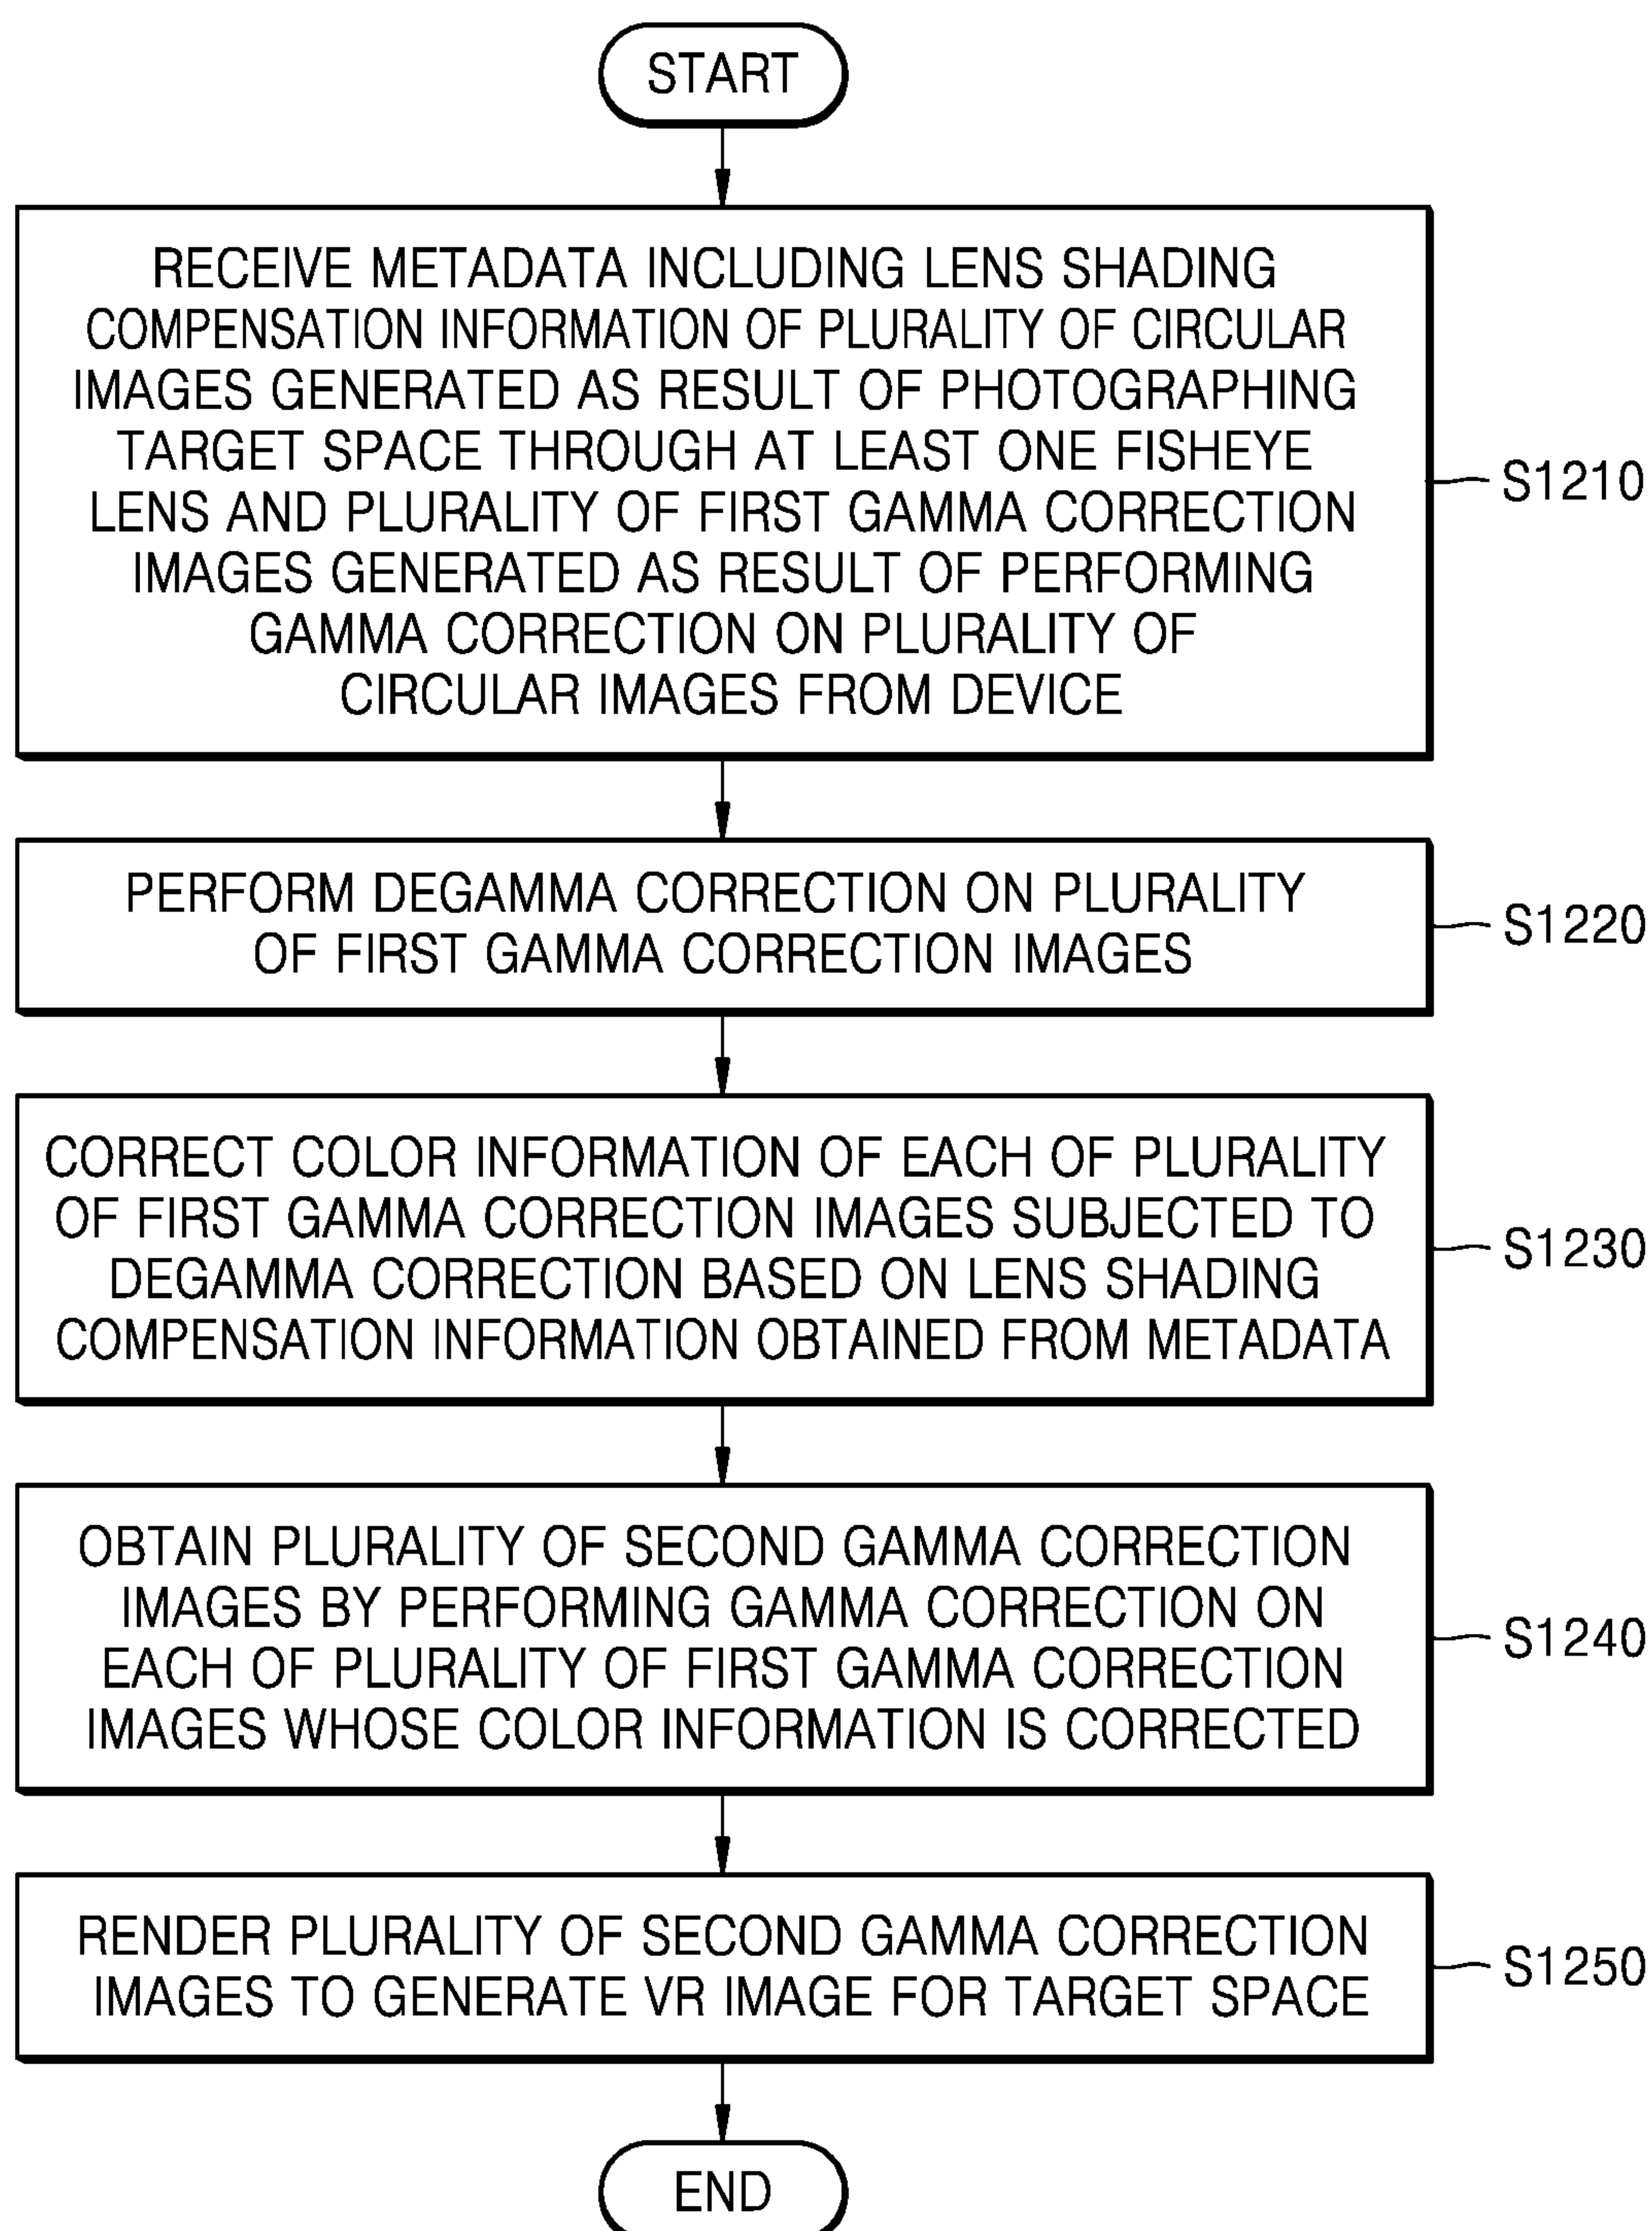 START
RECEIVE METADATA INCLUDING LENS SHADING
COMPENSATION INFORMATION OF PLURALITY OF CIRCULAR
IMAGES GENERATED AS RESULT OF PHOTOGRAPHING
TARGET SPACE THROUGH AT LEAST ONE FISHEYE
LENS AND PLURALITY OF FIRST GAMMA CORRECTION
IMAGES GENERATED AS RESULT OF PERFORMING
GAMMA CORRECTION ON PLURALITY OF
CIRCULAR IMAGES FROM DEVICE
S1210
PERFORM DEGAMMA CORRECTION ON PLURALITY
OF FIRST GAMMA CORRECTION IMAGES
S1220
CORRECT COLOR INFORMATION OF EACH OF PLURALITY
OF FIRST GAMMA CORRECTION IMAGES SUBJECTED TO
DEGAMMA CORRECTION BASED ON LENS SHADING
COMPENSATION INFORMATION OBTAINED FROM METADATA
S1230
OBTAIN PLURALITY OF SECOND GAMMA CORRECTION
IMAGES BY PERFORMING GAMMA CORRECTION ON
EACH OF PLURALITY OF FIRST GAMMA CORRECTION
IMAGES WHOSE COLOR INFORMATION IS CORRECTED
S1240
RENDER PLURALITY OF SECOND GAMMA CORRECTION
IMAGES TO GENERATE VR IMAGE FOR TARGET SPACE
S1250
END